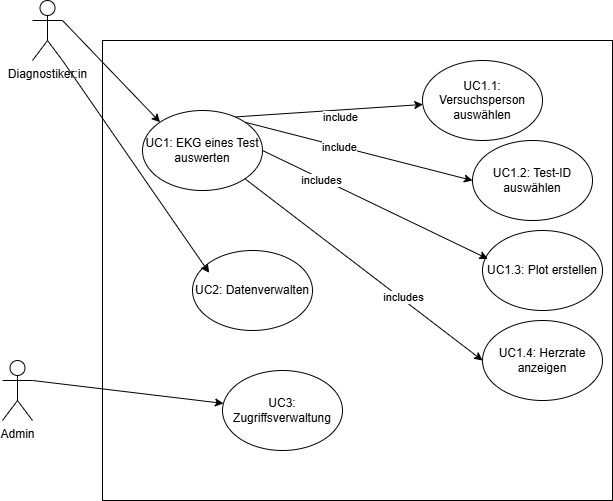 Diagnostiker:in
UC1: EKG eines Test
auswerten
include
UC1.1:
Versuchsperson
auswählen
include
UC1.2: Test-ID
auswählen
includes
UC1.3: Plot erstellen
UC2: Datenverwalten
includes
UC1.4: Herzrate
anzeigen
Admin
UC3:
Zugriffsverwaltung